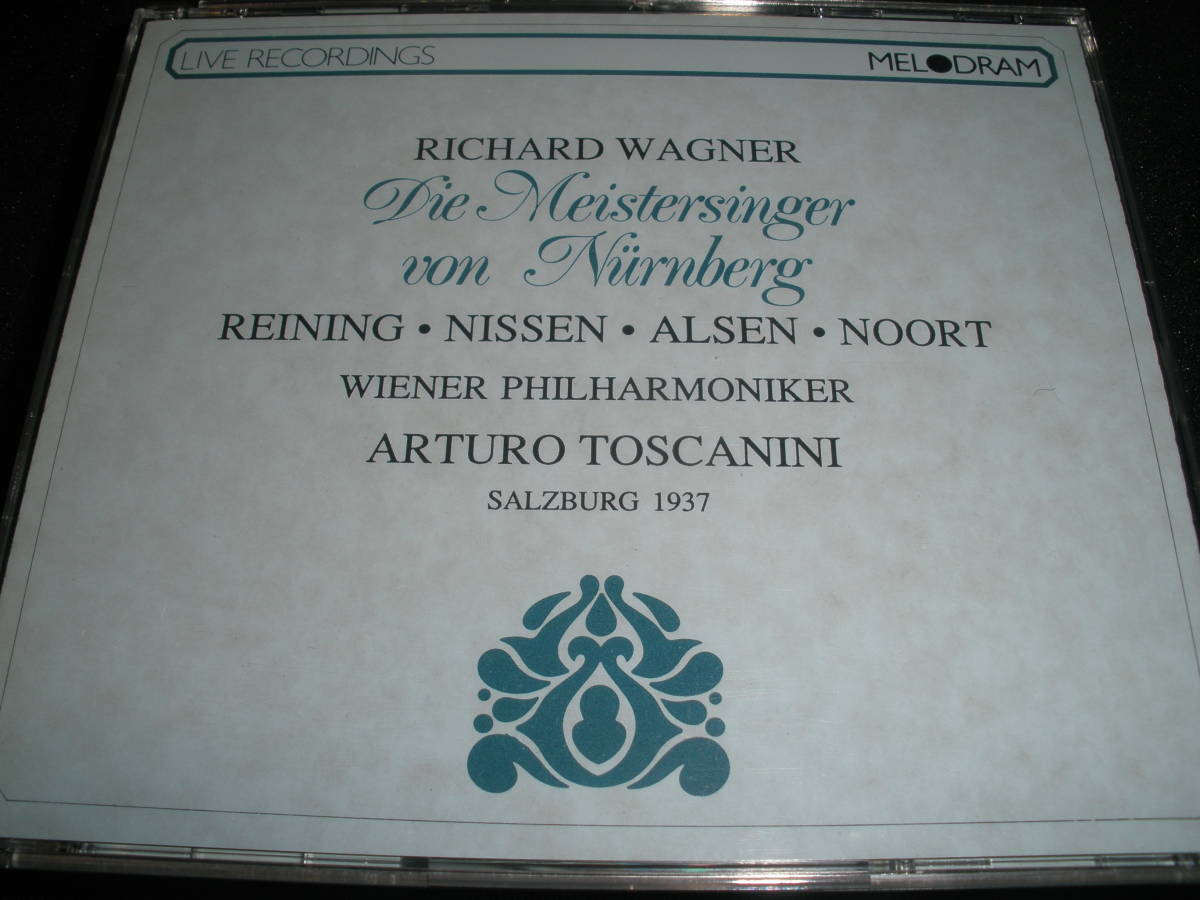 LIVE RECORDINGS MELODRAM
RICHARD WAGNER
Die Meistersinger
von Nürnberg
REINING • NISSEN • ALSEN • NOORT
WIENER PHILHARMONIKER
ARTURO TOSCANINI
SALZBURG 1937